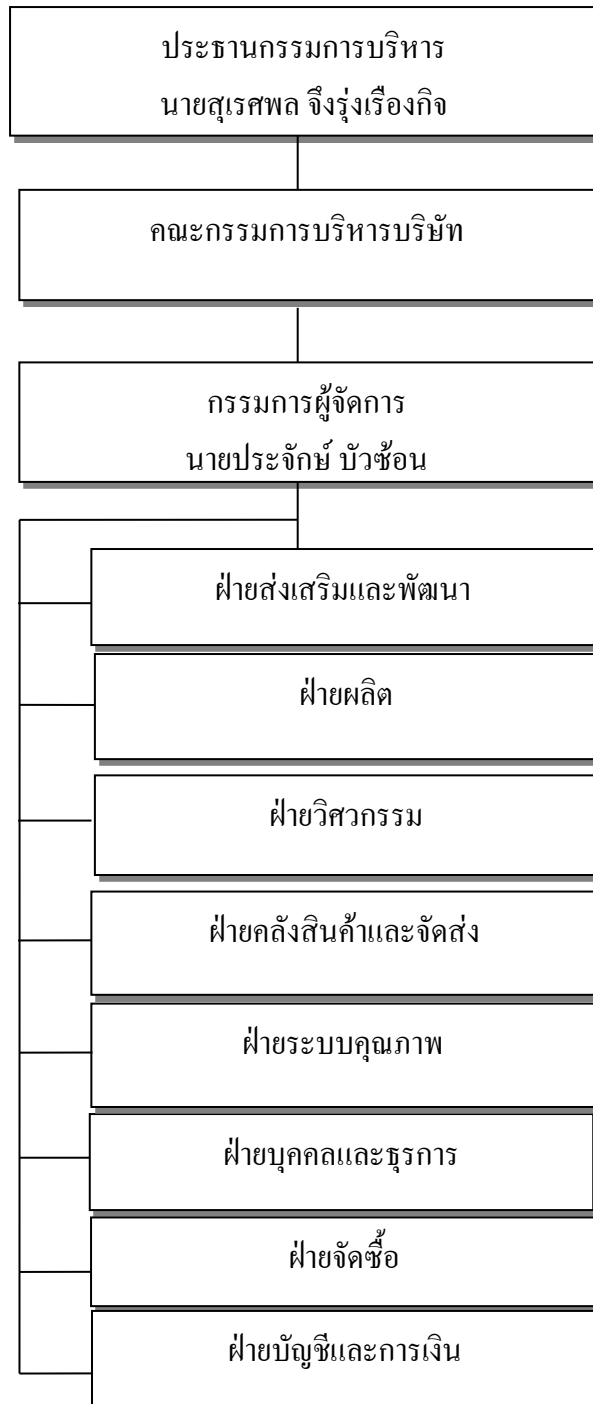 ประธานกรรมการบริหาร
นายสุเรศพล จึงรุ่งเรืองกิจ
คณะกรรมการบริหารบริษัท
กรรมการผู้จัดการ
นายประจักษ์ บัวซ้อน
ฝ่ายส่งเสริมและพัฒนา
ฝ่ายผลิต
ฝ่ายวิศวกรรม
ฝ่ายคลังสินค้าและจัดส่ง
ฝ่ายระบบคุณภาพ
ฝ่ายบุคคลและธุรการ
ฝ่ายจัดซื้อ
ฝ่ายบัญชีและการเงิน